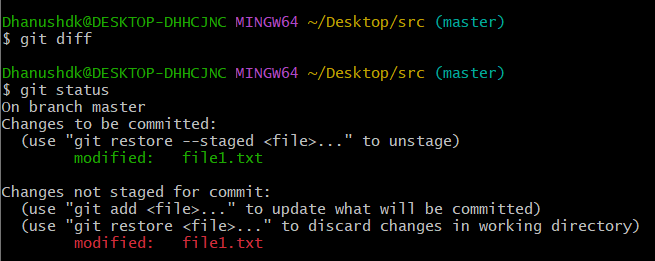 Dhanushdk@DESKTOP-DHHCJNC MINGW64 ~/Desktop/src (master)
$ git diff
Dhanushdk@DESKTOP-DHHCJNC MINGW64 ~/Desktop/src (master)
$ git status
On branch master
Changes to be committed:
  (use "git restore --staged <file>..." to unstage)
        modified:   file1.txt
Changes not staged for commit:
  (use "git add <file>..." to update what will be committed)
  (use "git restore <file>..." to discard changes in working directory)
        modified:   file1.txt